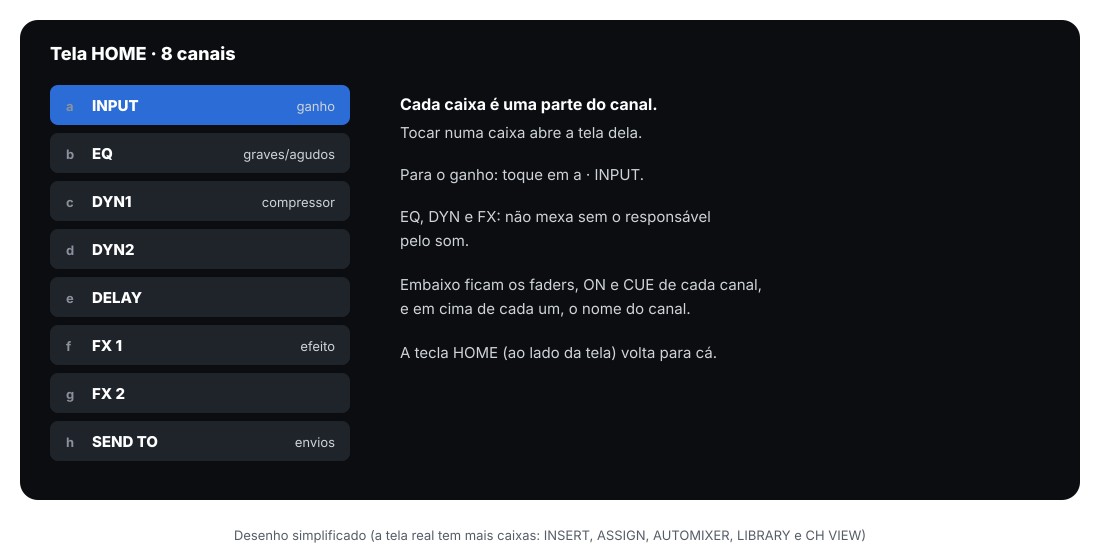 Tela HOME · 8 canais
a INPUT ganho
b EQ graves/agudos
c DYN1 compressor
d DYN2
e DELAY
f FX 1 efeito
g FX 2
h SEND TO envios
Cada caixa é uma parte do canal.
Tocar numa caixa abre a tela dela.
Para o ganho: toque em a · INPUT.
EQ, DYN e FX: não mexa sem o responsável
pelo som.
Embaixo ficam os faders, ON e CUE de cada canal,
e em cima de cada um, o nome do canal.
A tecla HOME (ao lado da tela) volta para cá.
Desenho simplificado (a tela real tem mais caixas: INSERT, ASSIGN, AUTOMIXER, LIBRARY e CH VIEW)